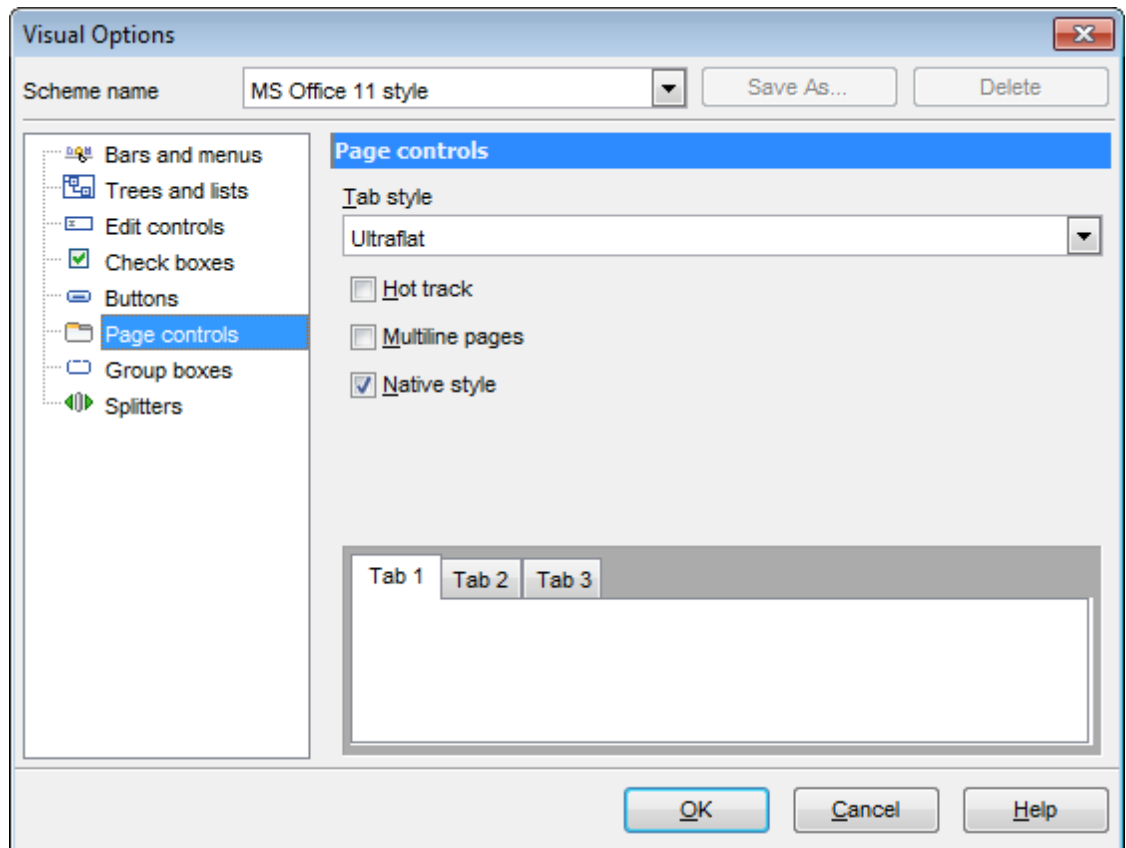 Visual Options
Scheme name MS Office 11 style Save As... Delete
Bars and menus
Trees and lists
Edit controls
Check boxes
Buttons
Page controls
Group boxes
Splitters
Page controls
Tab style
Ultraflat
Hot track
Multiline pages
Native style
Tab 1 Tab 2 Tab 3
OK Cancel Help